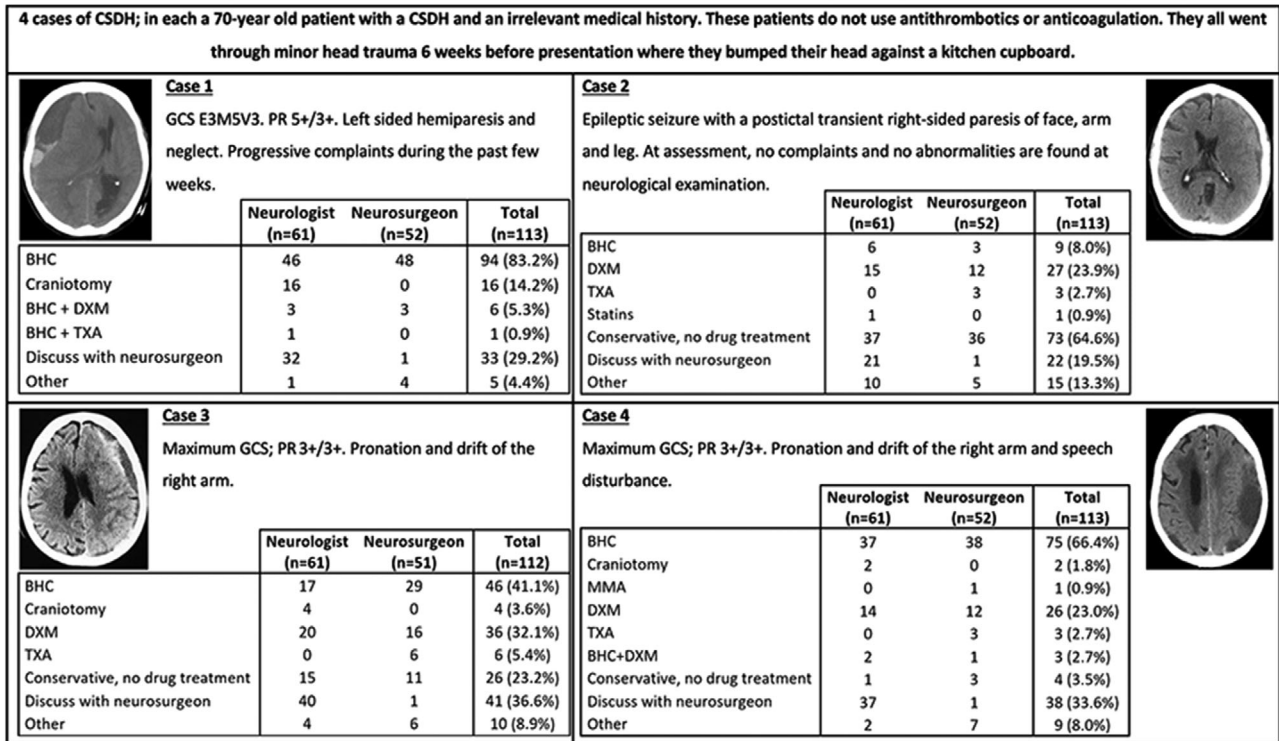 4 cases of CSDH; in each a 70-year old patient with a CSDH and an irrelevant medical history. These patients do not use antithrombotics or anticoagulation. They all went
through minor head trauma 6 weeks before presentation where they bumped their head against a kitchen cupboard.
Case 1
GCS E3M5V3. PR 5+/3+. Left sided hemiparesis and
neglect. Progressive complaints during the past few
weeks.
Neurologist Neurosurgeon Total
(n=61) (n=52) (n=113)
BHC 46 48 94 (83.2%)
Craniotomy 16 0 16 (14.2%)
BHC + DXM 3 3 6 (5.3%)
BHC + TXA 1 0 1 (0.9%)
Discuss with neurosurgeon 32 1 33 (29.2%)
Other 1 4 5 (4.4%)
Case 2
Epileptic seizure with a postictal transient right-sided paresis of face, arm
and leg. At assessment, no complaints and no abnormalities are found at
neurological examination.
Neurologist Neurosurgeon Total
(n=61) (n=52) (n=113)
BHC 6 3 9 (8.0%)
DXM 15 12 27 (23.9%)
TXA 0 3 3 (2.7%)
Statins 1 0 1 (0.9%)
Conservative, no drug treatment 37 36 73 (64.6%)
Discuss with neurosurgeon 21 1 22 (19.5%)
Other 10 5 15 (13.3%)
Case 3
Maximum GCS; PR 3+/3+. Pronation and drift of the
right arm.
Neurologist Neurosurgeon Total
(n=61) (n=51) (n=112)
BHC 17 29 46 (41.1%)
Craniotomy 4 0 4 (3.6%)
DXM 20 16 36 (32.1%)
TXA 0 6 6 (5.4%)
Conservative, no drug treatment 15 11 26 (23.2%)
Discuss with neurosurgeon 40 1 41 (36.6%)
Other 4 6 10 (8.9%)
Case 4
Maximum GCS; PR 3+/3+. Pronation and drift of the right arm and speech
disturbance.
Neurologist Neurosurgeon Total
(n=61) (n=52) (n=113)
BHC 37 38 75 (66.4%)
Craniotomy 2 0 2 (1.8%)
MMA 0 1 1 (0.9%)
DXM 14 12 26 (23.0%)
TXA 0 3 3 (2.7%)
BHC+DXM 2 1 3 (2.7%)
Conservative, no drug treatment 1 3 4 (3.5%)
Discuss with neurosurgeon 37 1 38 (33.6%)
Other 2 7 9 (8.0%)